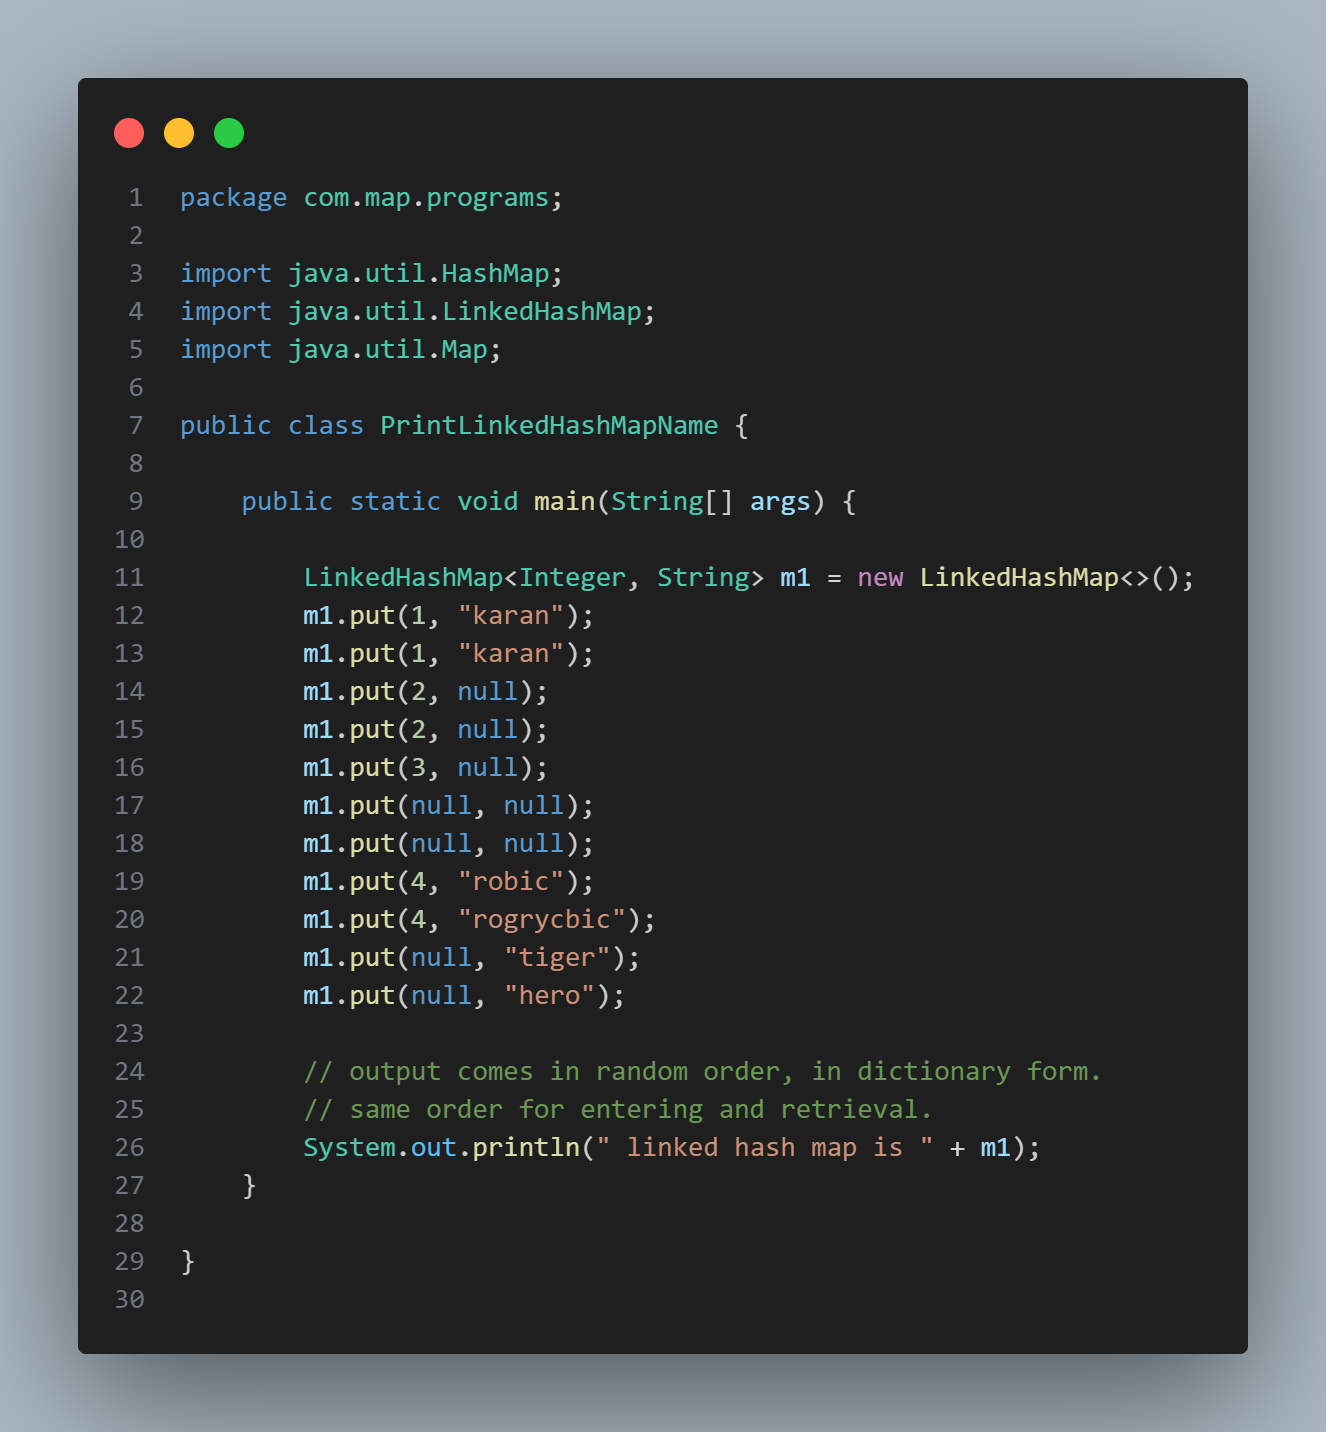 1 package com.map.programs;
2
3 import java.util.HashMap;
4 import java.util.LinkedHashMap;
5 import java.util.Map;
6
7 public class PrintLinkedHashMapName {
8
9     public static void main(String[] args) {
10
11         LinkedHashMap<Integer, String> m1 = new LinkedHashMap<>();
12         m1.put(1, "karan");
13         m1.put(1, "karan");
14         m1.put(2, null);
15         m1.put(2, null);
16         m1.put(3, null);
17         m1.put(null, null);
18         m1.put(null, null);
19         m1.put(4, "robic");
20         m1.put(4, "rogrycbic");
21         m1.put(null, "tiger");
22         m1.put(null, "hero");
23
24         // output comes in random order, in dictionary form.
25         // same order for entering and retrieval.
26         System.out.println(" linked hash map is " + m1);
27     }
28
29 }
30